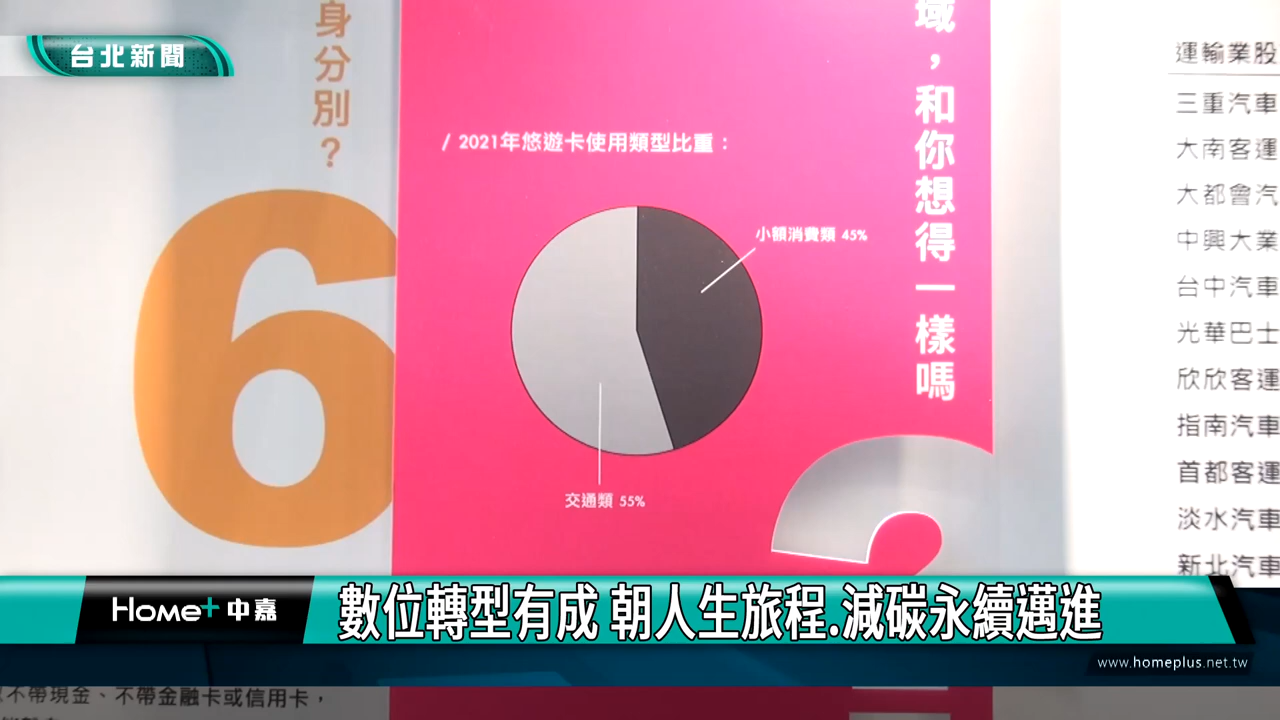 台北新聞
身分別？
6
/ 2021年悠遊卡使用類型比重：
小額消費類 45%
交通類 55%
域，和你想得一樣嗎
運輸業股
三重汽車
大南客運
大都會汽
中興大業
台中汽車
光華巴士
欣欣客運
指南汽車
首都客運
淡水汽車
新北汽車
Home+中嘉
數位轉型有成 朝人生旅程.減碳永續邁進
www.homeplus.net.tw
不帶現金、不帶金融卡或信用卡，